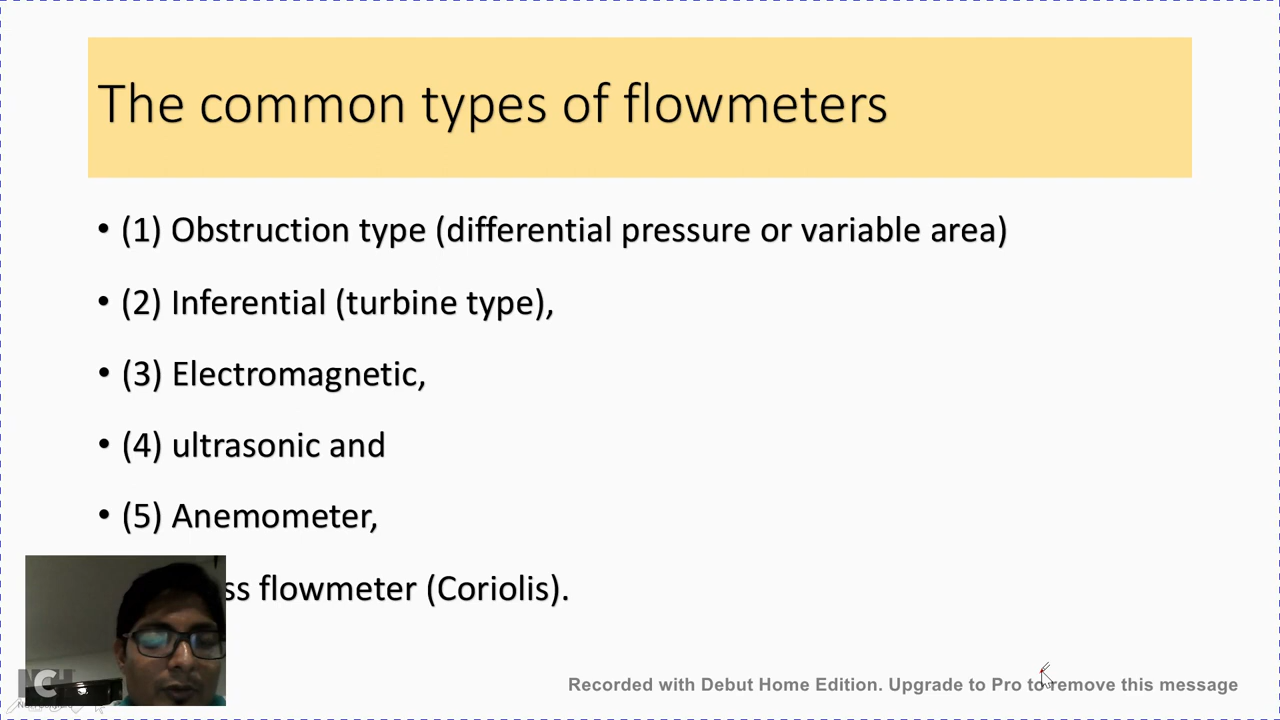 The common types of flowmeters
• (1) Obstruction type (differential pressure or variable area)
• (2) Inferential (turbine type),
• (3) Electromagnetic,
• (4) ultrasonic and
• (5) Anemometer,
flowmeter (Coriolis).
Recorded with Debut Home Edition. Upgrade to Pro to remove this message